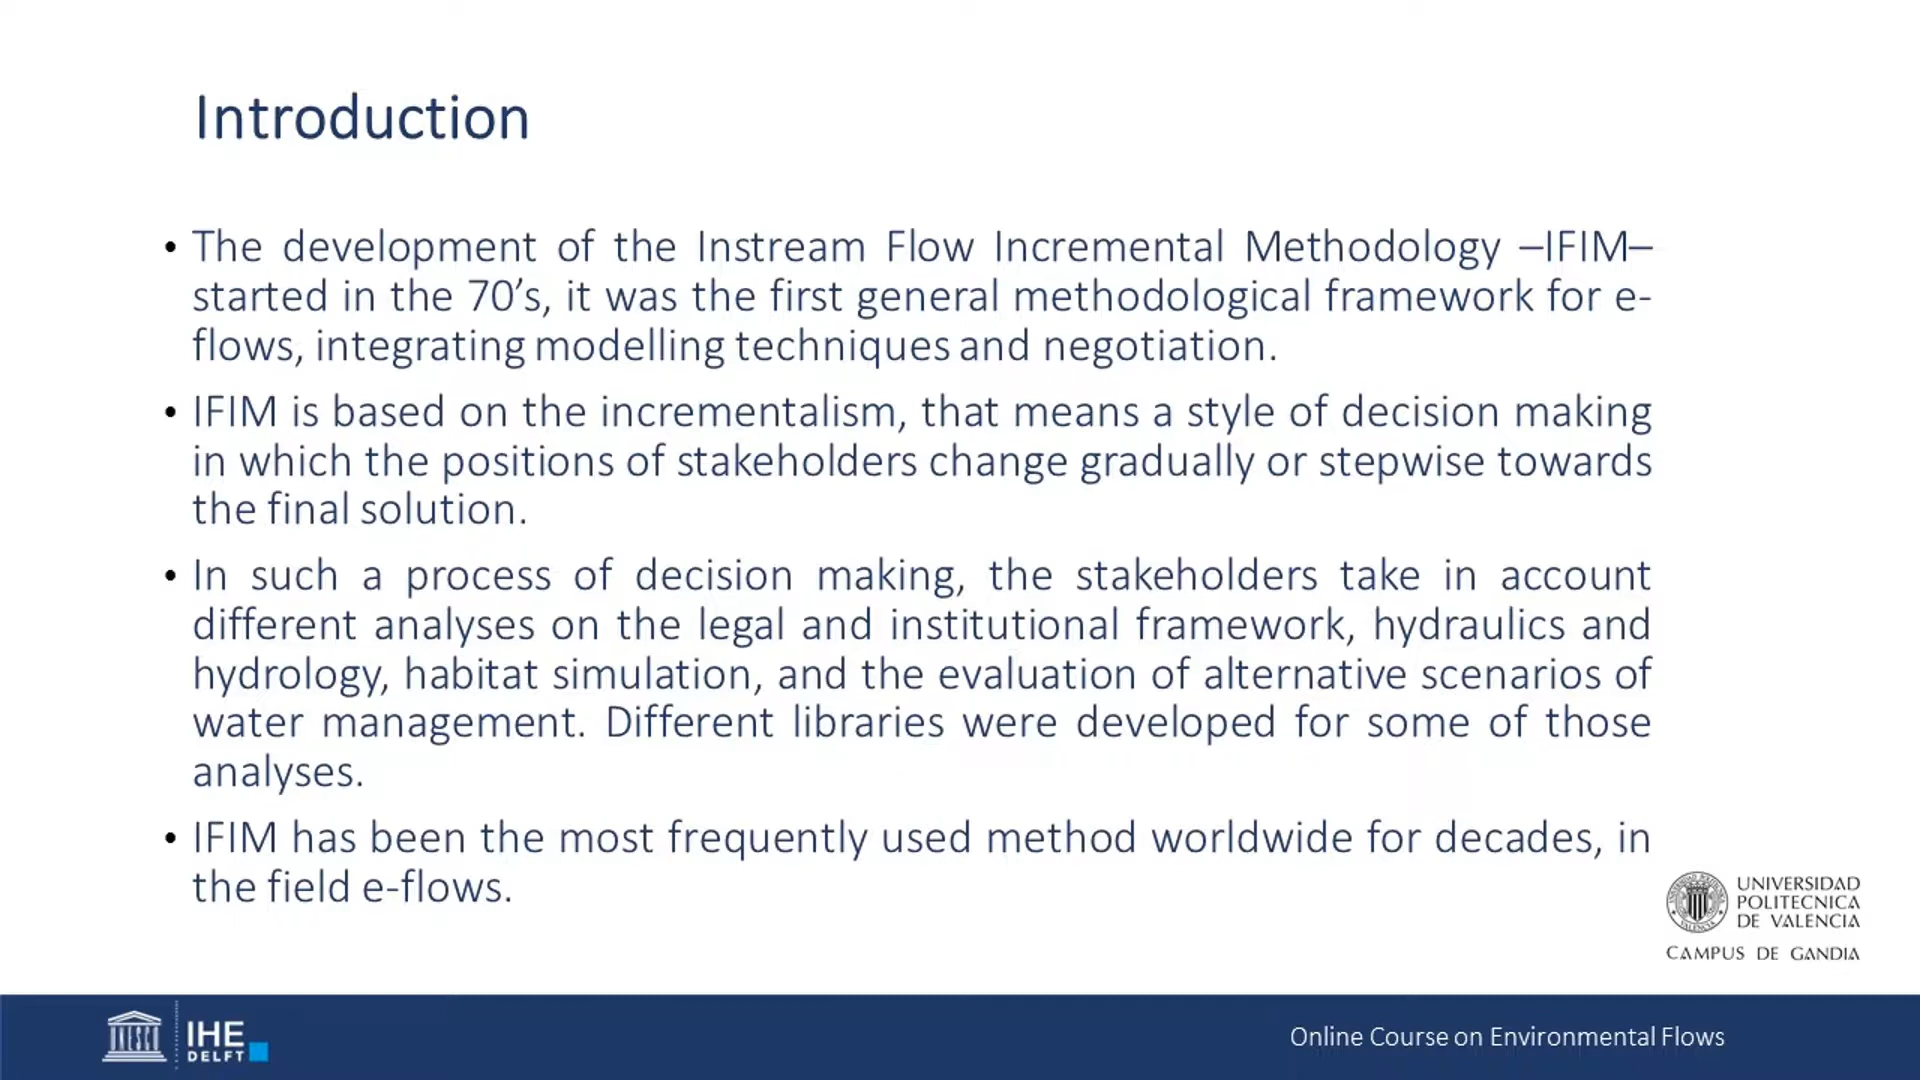 Introduction
• The development of the Instream Flow Incremental Methodology –IFIM–
started in the 70’s, it was the first general methodological framework for e-
flows, integrating modelling techniques and negotiation.
• IFIM is based on the incrementalism, that means a style of decision making
in which the positions of stakeholders change gradually or stepwise towards
the final solution.
• In such a process of decision making, the stakeholders take in account
different analyses on the legal and institutional framework, hydraulics and
hydrology, habitat simulation, and the evaluation of alternative scenarios of
water management. Different libraries were developed for some of those
analyses.
• IFIM has been the most frequently used method worldwide for decades, in
the field e-flows.
UNIVERSIDAD
POLITECNICA
DE VALENCIA
CAMPUS DE GANDIA
UNESCO
IHE
DELFT
Online Course on Environmental Flows